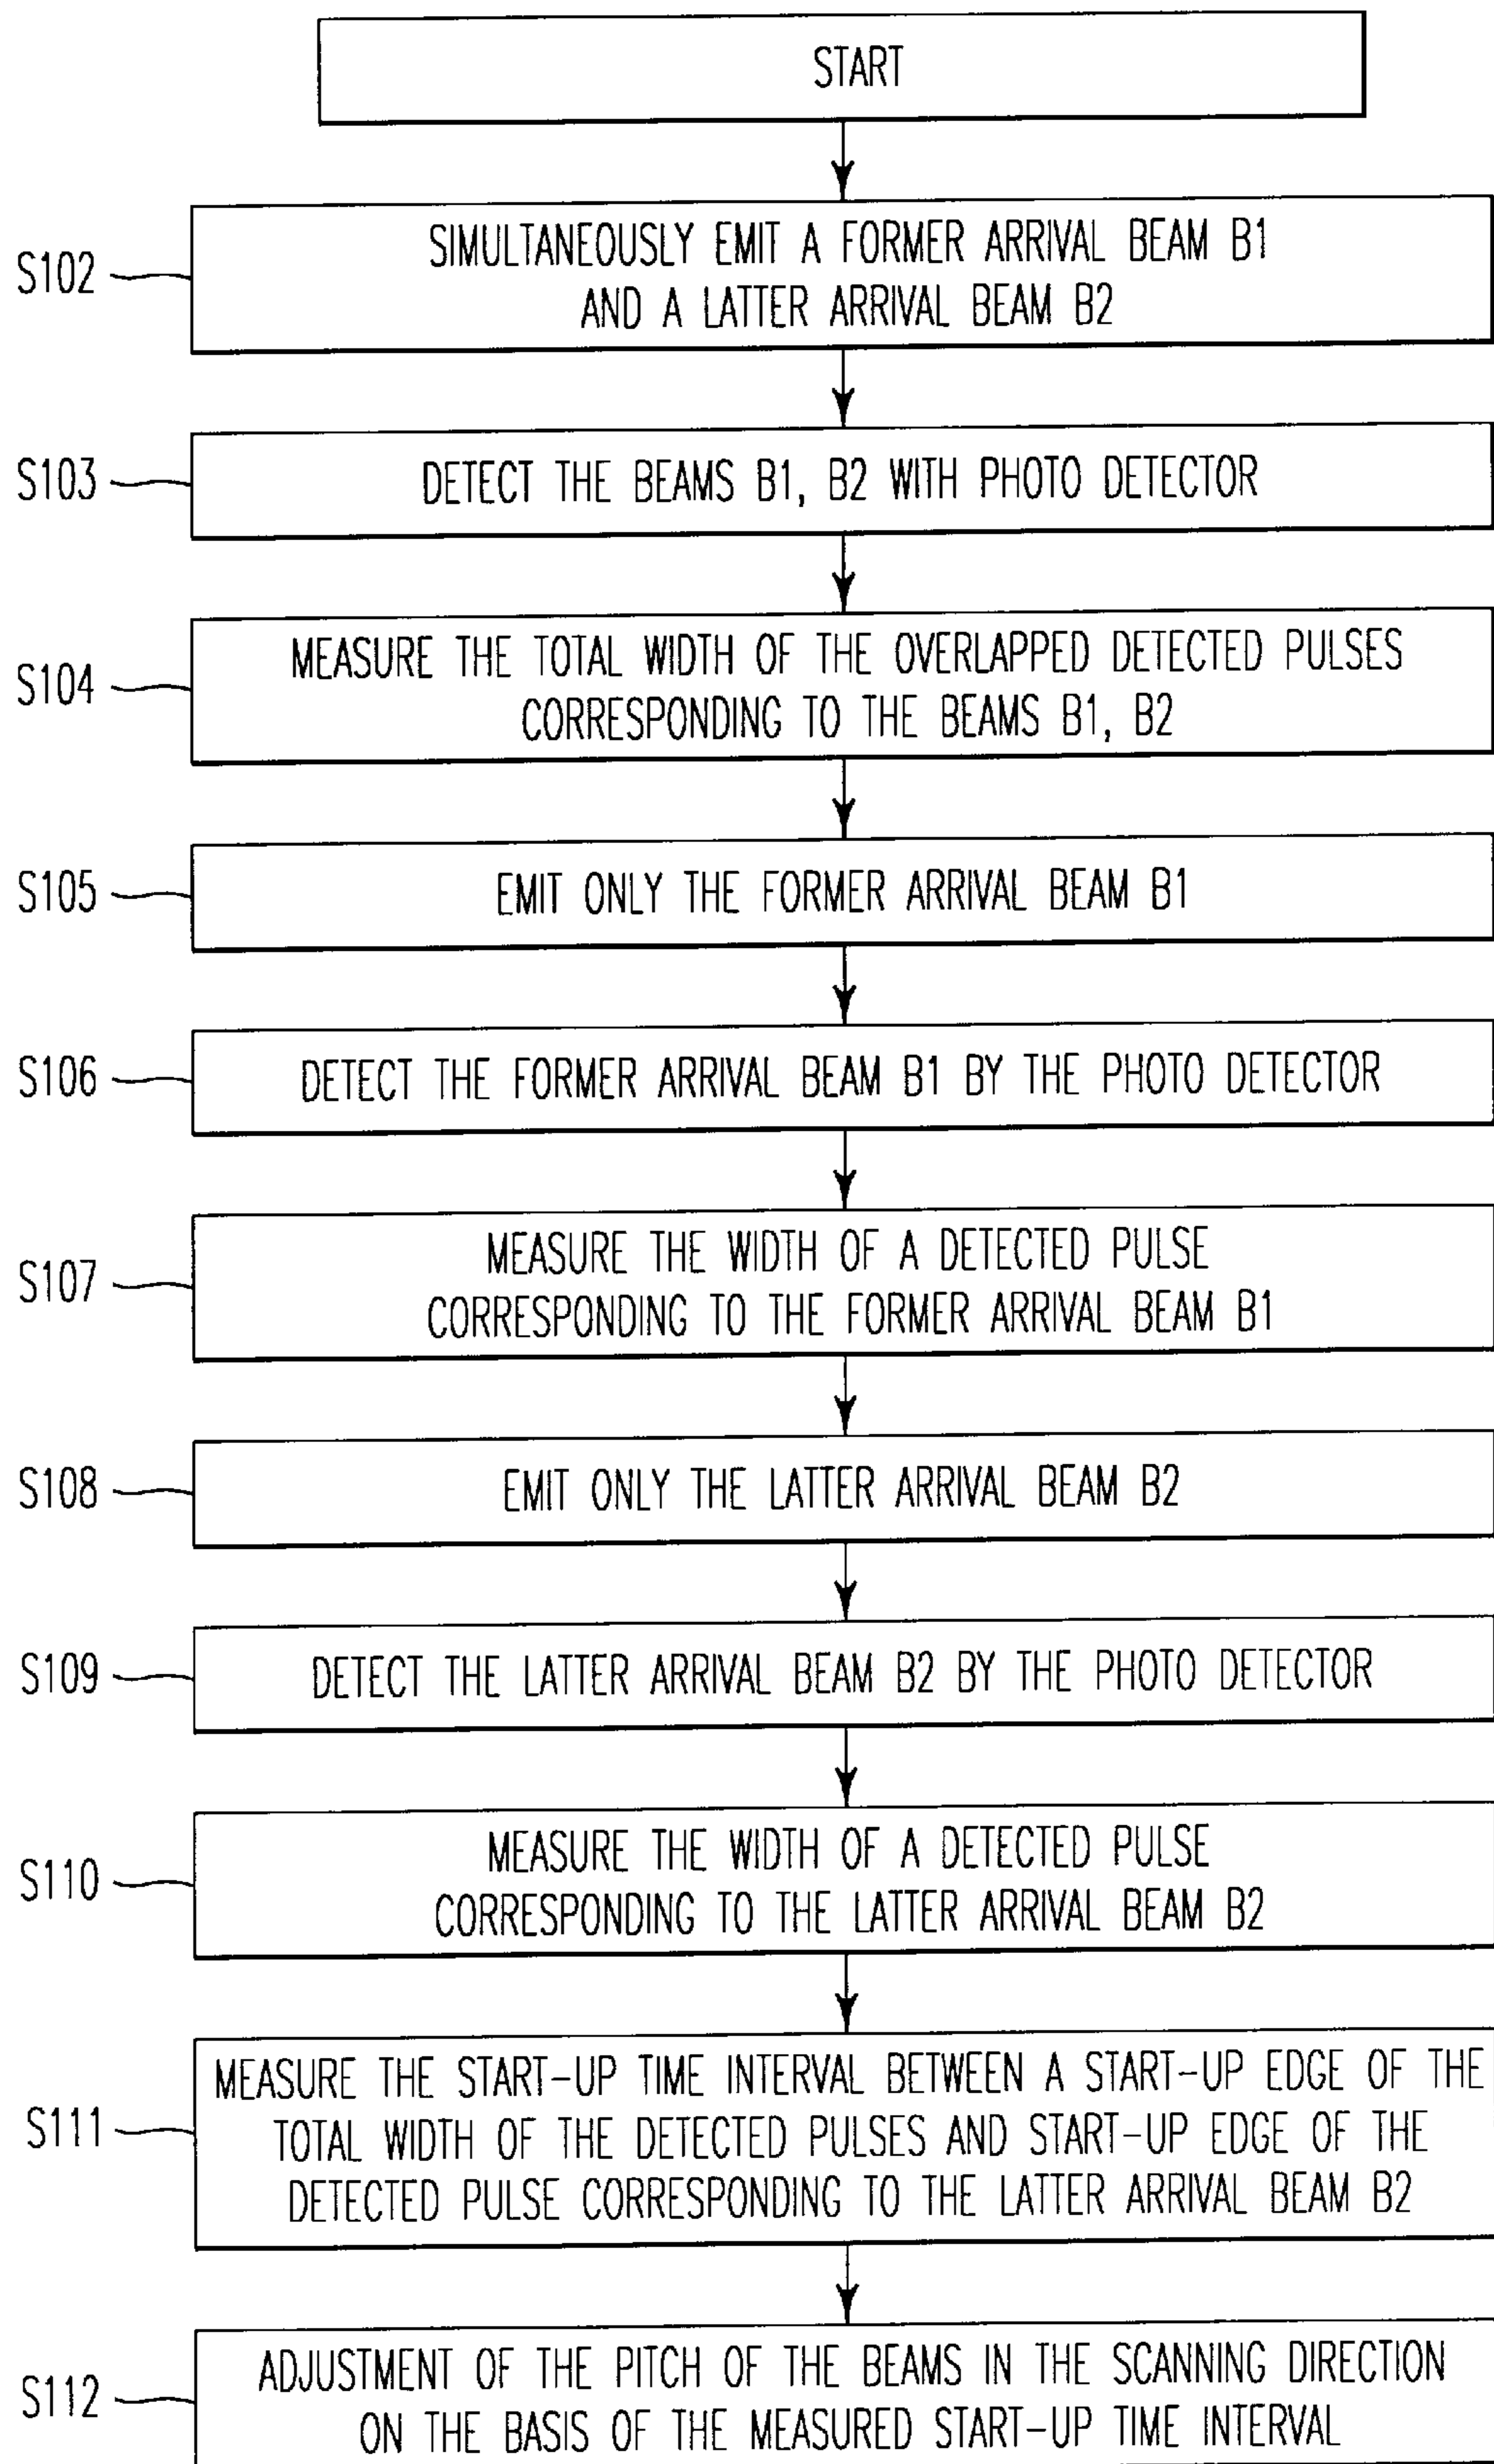 START
S102
SIMULTANEOUSLY EMIT A FORMER ARRIVAL BEAM B1
AND A LATTER ARRIVAL BEAM B2
S103
DETECT THE BEAMS B1, B2 WITH PHOTO DETECTOR
S104
MEASURE THE TOTAL WIDTH OF THE OVERLAPPED DETECTED PULSES
CORRESPONDING TO THE BEAMS B1, B2
S105
EMIT ONLY THE FORMER ARRIVAL BEAM B1
S106
DETECT THE FORMER ARRIVAL BEAM B1 BY THE PHOTO DETECTOR
S107
MEASURE THE WIDTH OF A DETECTED PULSE
CORRESPONDING TO THE FORMER ARRIVAL BEAM B1
S108
EMIT ONLY THE LATTER ARRIVAL BEAM B2
S109
DETECT THE LATTER ARRIVAL BEAM B2 BY THE PHOTO DETECTOR
S110
MEASURE THE WIDTH OF A DETECTED PULSE
CORRESPONDING TO THE LATTER ARRIVAL BEAM B2
S111
MEASURE THE START-UP TIME INTERVAL BETWEEN A START-UP EDGE OF THE
TOTAL WIDTH OF THE DETECTED PULSES AND START-UP EDGE OF THE
DETECTED PULSE CORRESPONDING TO THE LATTER ARRIVAL BEAM B2
S112
ADJUSTMENT OF THE PITCH OF THE BEAMS IN THE SCANNING DIRECTION
ON THE BASIS OF THE MEASURED START-UP TIME INTERVAL